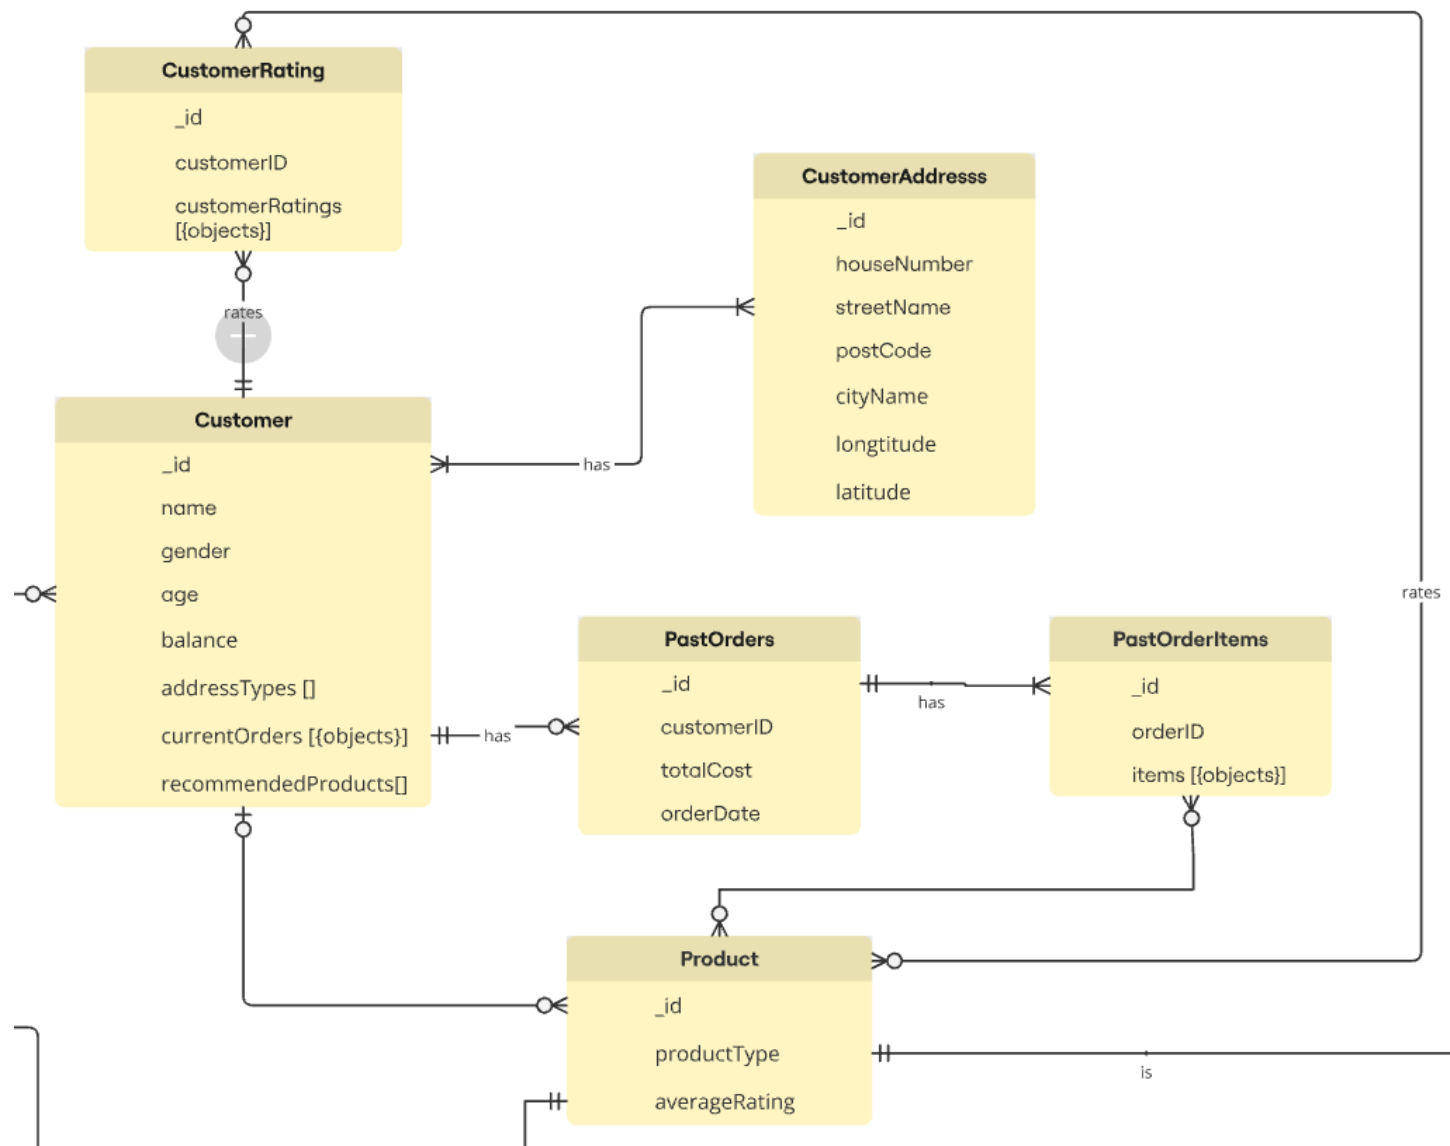 CustomerRating
_id
customerID
customerRatings
[{objects}]
rates
CustomerAddresss
_id
houseNumber
streetName
postCode
cityName
longtitude
latitude
Customer
_id
name
gender
age
balance
addressTypes []
currentOrders [{objects}]
recommendedProducts[]
has
has
PastOrders
_id
customerID
totalCost
orderDate
has
PastOrderItems
_id
orderID
items [{objects}]
rates
Product
_id
productType
averageRating
is